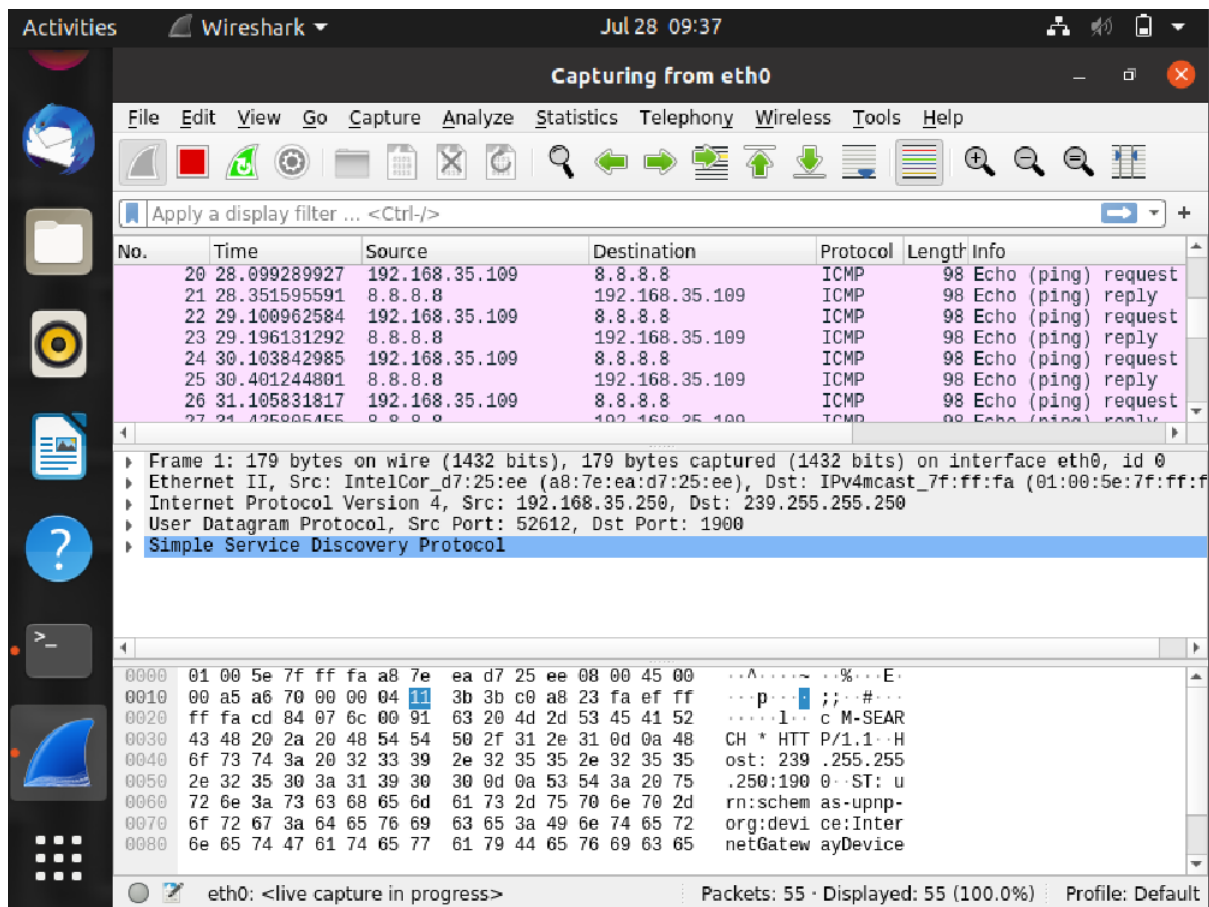 Activities Wireshark Jul 28 09:37
Capturing from eth0
File Edit View Go Capture Analyze Statistics Telephony Wireless Tools Help
Apply a display filter ... <Ctrl-/>
No. Time Source Destination Protocol Length Info
20 28.099289927 192.168.35.109 8.8.8.8 ICMP 98 Echo (ping) request
21 28.351595591 8.8.8.8 192.168.35.109 ICMP 98 Echo (ping) reply
22 29.100962584 192.168.35.109 8.8.8.8 ICMP 98 Echo (ping) request
23 29.196131292 8.8.8.8 192.168.35.109 ICMP 98 Echo (ping) reply
24 30.103842985 192.168.35.109 8.8.8.8 ICMP 98 Echo (ping) request
25 30.401244801 8.8.8.8 192.168.35.109 ICMP 98 Echo (ping) reply
26 31.105831817 192.168.35.109 8.8.8.8 ICMP 98 Echo (ping) request
27 8.8.8.8 192.168.35.109 ICMP 98 Echo (ping) reply
Frame 1: 179 bytes on wire (1432 bits), 179 bytes captured (1432 bits) on interface eth0, id 0
Ethernet II, Src: IntelCor_d7:25:ee (a8:7e:ea:d7:25:ee), Dst: IPv4mcast_7f:ff:fa (01:00:5e:7f:ff:f
Internet Protocol Version 4, Src: 192.168.35.250, Dst: 239.255.255.250
User Datagram Protocol, Src Port: 52612, Dst Port: 1900
Simple Service Discovery Protocol
0000 01 00 5e 7f ff fa a8 7e ea d7 25 ee 08 00 45 00 ··^····~ ··%···E·
0010 00 a5 a6 70 00 00 04 11 3b 3b c0 a8 23 fa ef ff ···p···· ;;··#···
0020 ff fa cd 84 07 6c 00 91 63 20 4d 2d 53 45 41 52 ·····l·· c M-SEAR
0030 43 48 20 2a 20 48 54 54 50 2f 31 2e 31 0d 0a 48 CH * HTT P/1.1··H
0040 6f 73 74 3a 20 32 33 39 2e 32 35 35 2e 32 35 35 ost: 239 .255.255
0050 2e 32 35 30 3a 31 39 30 30 0d 0a 53 54 3a 20 75 .250:190 0··ST: u
0060 72 6e 3a 73 63 68 65 6d 61 73 2d 75 70 6e 70 2d rn:schem as-upnp-
0070 6f 72 67 3a 64 65 76 69 63 65 3a 49 6e 74 65 72 org:devi ce:Inter
0080 6e 65 74 47 61 74 65 77 61 79 44 65 76 69 63 65 netGatew ayDevice
eth0: <live capture in progress> Packets: 55 · Displayed: 55 (100.0%) Profile: Default